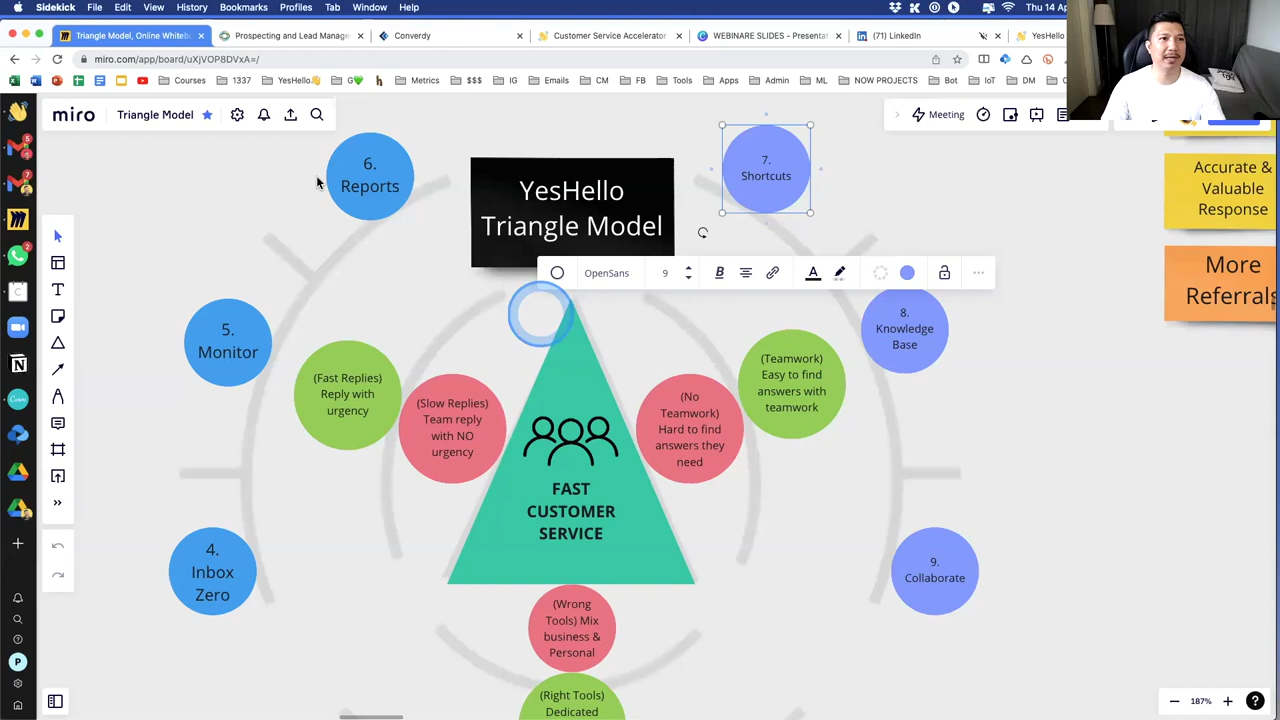 Sidekick File Edit View History Bookmarks Profiles Tab Window Help
Thu 14 Ap
Triangle Model, Online Whitebo
Prospecting and Lead Manage
Converdy
Customer Service Accelerator
WEBINARE SLIDES - Presentat
(71) LinkedIn
YesHello
miro.com/app/board/uXjVOP8DVxA=/
Courses
1337
YesHello👋
G💚
Metrics
$$$
IG
Emails
CM
FB
Tools
Apps
Admin
ML
NOW PROJECTS
Bot
IoT
DM
miro
Triangle Model
Meeting
6.
Reports
YesHello
Triangle Model
7.
Shortcuts
Accurate &
Valuable
Response
More
Referrals
OpenSans
9
B
A
5.
Monitor
8.
Knowledge
Base
(Fast Replies)
Reply with
urgency
(Slow Replies)
Team reply
with NO
urgency
(No
Teamwork)
Hard to find
answers they
need
(Teamwork)
Easy to find
answers with
teamwork
FAST
CUSTOMER
SERVICE
4.
Inbox
Zero
9.
Collaborate
(Wrong
Tools) Mix
business &
Personal
(Right Tools)
Dedicated
P
187%